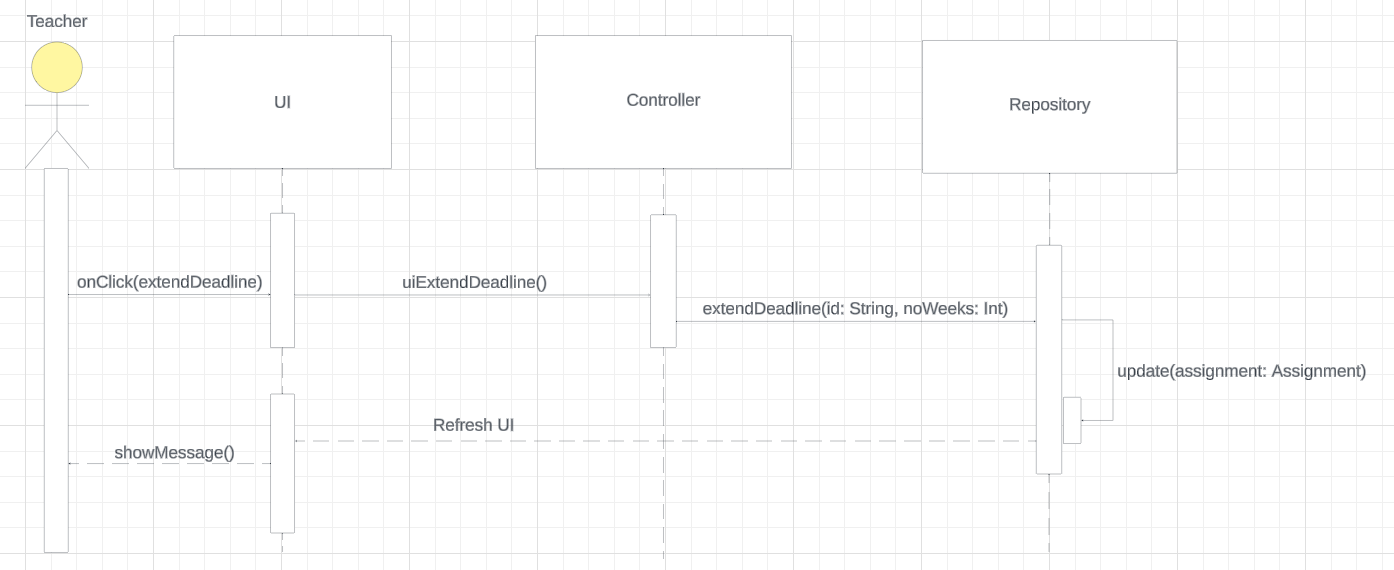 Teacher
UI
Controller
Repository
onClick(extendDeadline)
uiExtendDeadline()
extendDeadline(id: String, noWeeks: Int)
update(assignment: Assignment)
Refresh UI
showMessage()